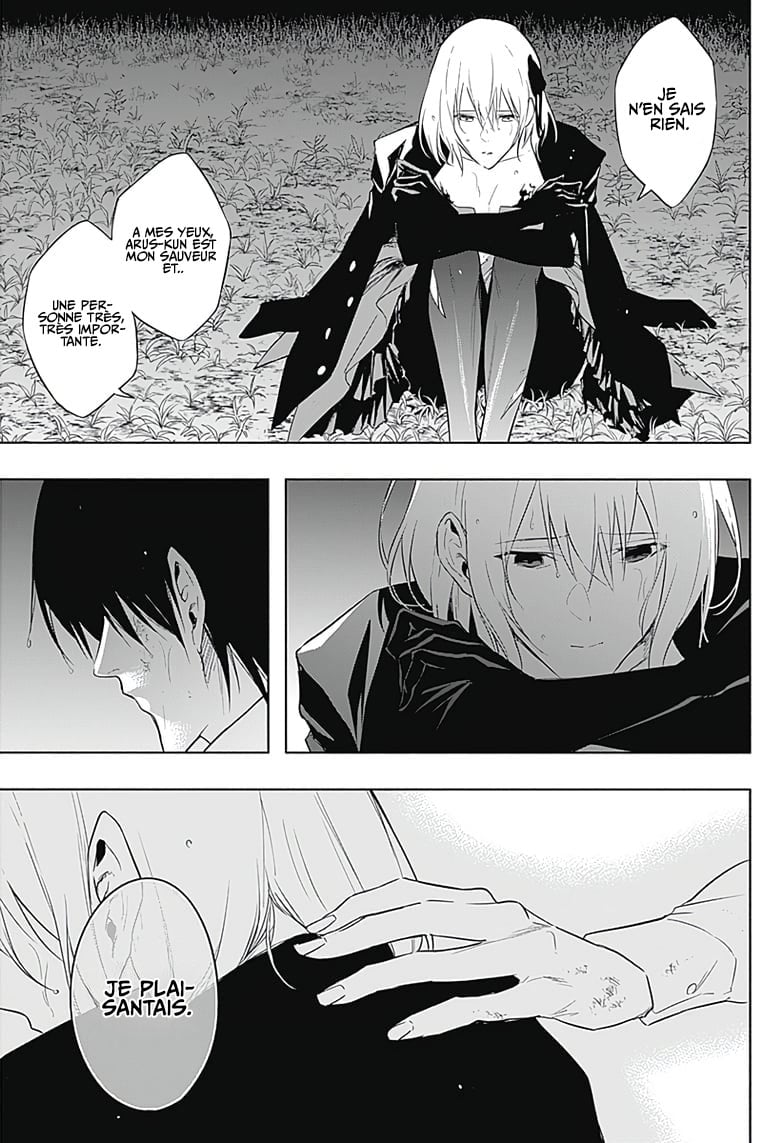 JE
N'EN SAIS
RIEN.
A MES YEUX,
ARUS-KUN EST
MON SAUVEUR
ET..
UNE PER-
SONNE TRÈS,
TRÈS IMPOR-
TANTE.
JE PLAI-
SANTAIS.